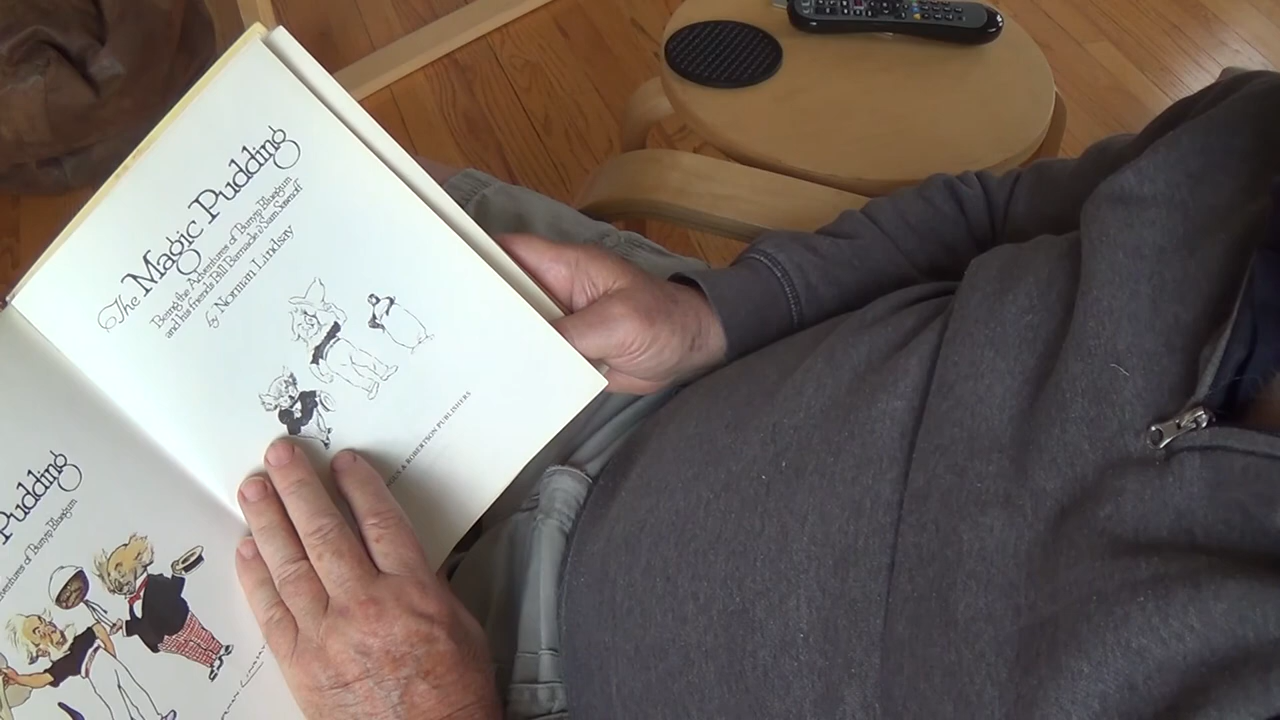 Pudding
Adventures of Bunyip Bluegum
The Magic Pudding
Being the Adventures of Bunyip Bluegum
and his friends Bill Barnacle & Sam Sawnoff
by Norman Lindsay
& ROBERTSON PUBLISHERS